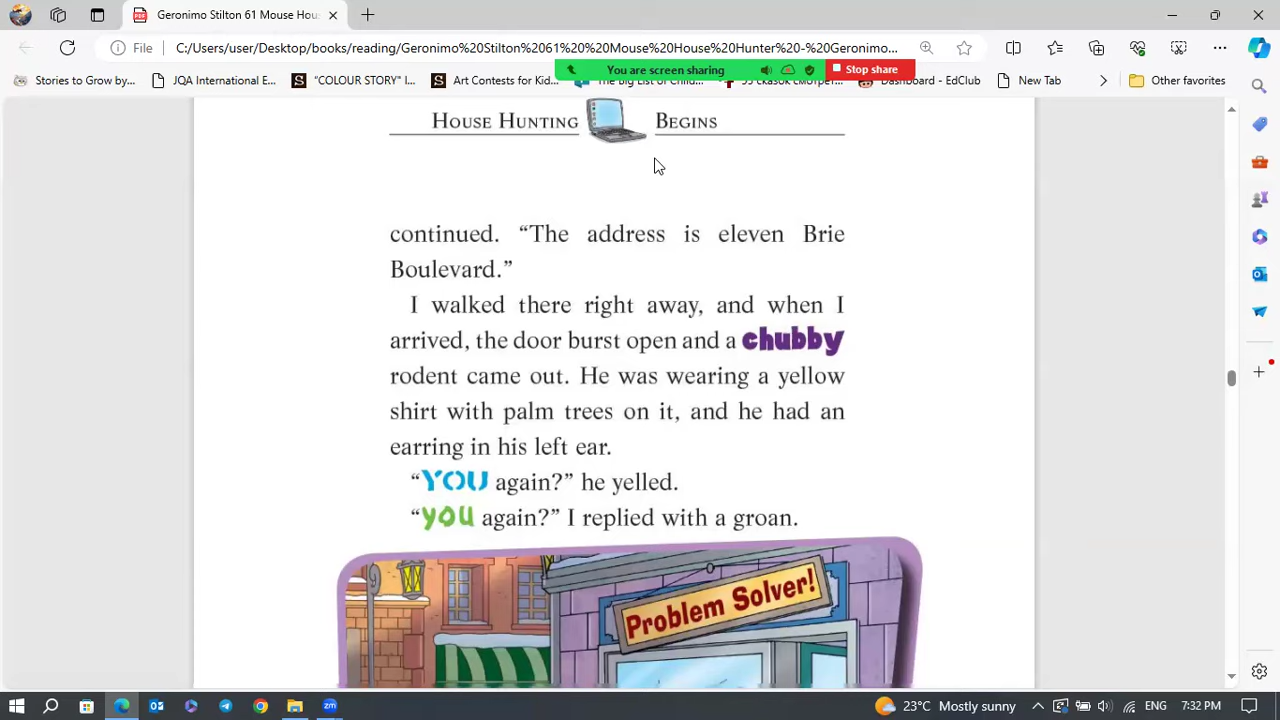 Geronimo Stilton 61 Mouse Hou
File
C:/Users/user/Desktop/books/reading/Geronimo%20Stilton%2061%20%20Mouse%20House%20Hunter%20-%20Geronimo...
You are screen sharing
Stop share
Stories to Grow by...
JOA International E...
"COLOUR STORY" I...
Art Contests for Kid...
The Big List of Child...
Dashboard - EdClub
New Tab
Other favorites
HOUSE HUNTING BEGINS
continued. “The address is eleven Brie
Boulevard.”
I walked there right away, and when I
arrived, the door burst open and a chubby
rodent came out. He was wearing a yellow
shirt with palm trees on it, and he had an
earring in his left ear.
“YOU again?” he yelled.
“you again?” I replied with a groan.
Problem Solver!
23°C Mostly sunny
ENG
7:32 PM